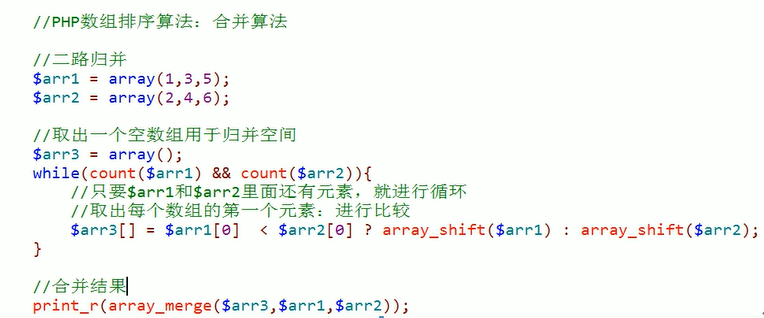 //PHP数组排序算法：合并算法
//二路归并
$arr1 = array(1,3,5);
$arr2 = array(2,4,6);
//取出一个空数组用于归并空间
$arr3 = array();
while(count($arr1) && count($arr2)){
//只要$arr1和$arr2里面还有元素，就进行循环
//取出每个数组的第一个元素：进行比较
$arr3[] = $arr1[0]  < $arr2[0] ? array_shift($arr1) : array_shift($arr2);
}
//合并结果
print_r(array_merge($arr3,$arr1,$arr2));